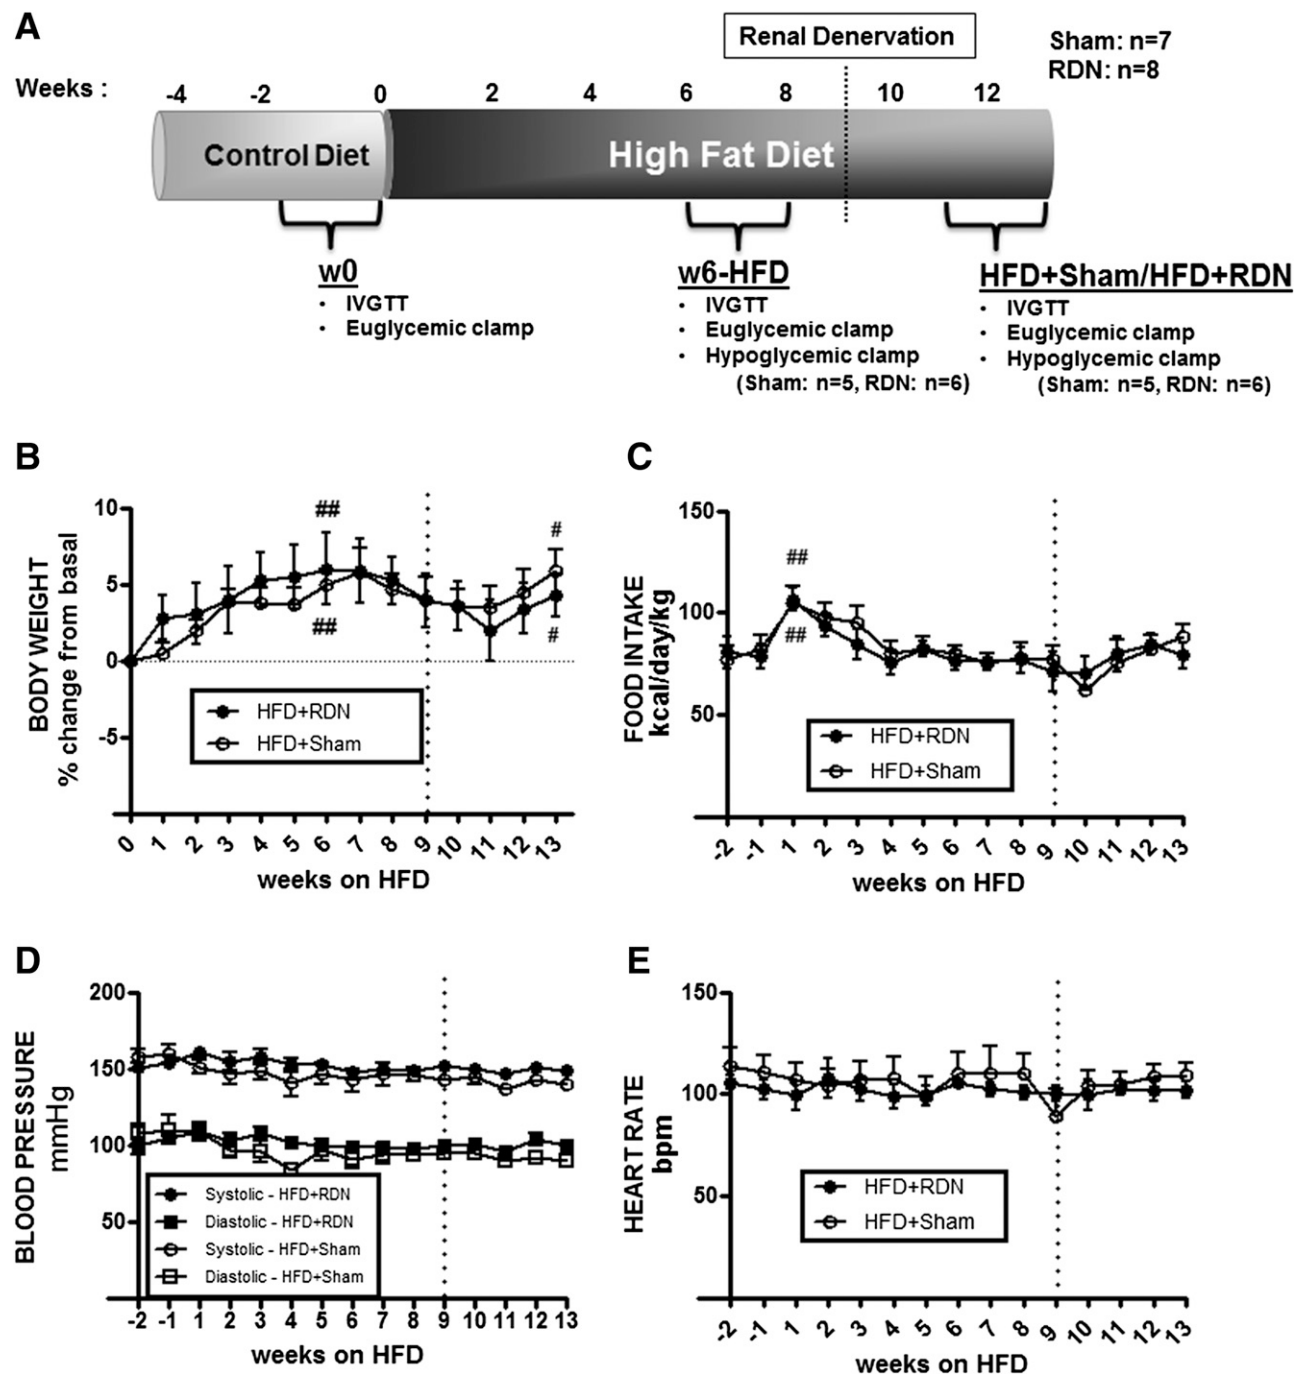 A
Renal Denervation
Sham: n=7
RDN: n=8
Weeks : -4 -2 0 2 4 6 8 10 12
Control Diet High Fat Diet
w0
• IVGTT
• Euglycemic clamp
w6-HFD
• IVGTT
• Euglycemic clamp
• Hypoglycemic clamp
(Sham: n=5, RDN: n=6)
HFD+Sham/HFD+RDN
• IVGTT
• Euglycemic clamp
• Hypoglycemic clamp
(Sham: n=5, RDN: n=6)
B
BODY WEIGHT
% change from basal
10
5
0
-5
##
##
#
#
HFD+RDN
HFD+Sham
0 1 2 3 4 5 6 7 8 9 10 11 12 13
weeks on HFD
C
FOOD INTAKE
kcal/day/kg
150
100
50
##
##
HFD+RDN
HFD+Sham
-2 -1 1 2 3 4 5 6 7 8 9 10 11 12 13
weeks on HFD
D
BLOOD PRESSURE
mmHg
200
150
100
50
Systolic - HFD+RDN
Diastolic - HFD+RDN
Systolic - HFD+Sham
Diastolic - HFD+Sham
-2 -1 1 2 3 4 5 6 7 8 9 10 11 12 13
weeks on HFD
E
HEART RATE
bpm
150
100
50
HFD+RDN
HFD+Sham
-2 -1 1 2 3 4 5 6 7 8 9 10 11 12 13
weeks on HFD